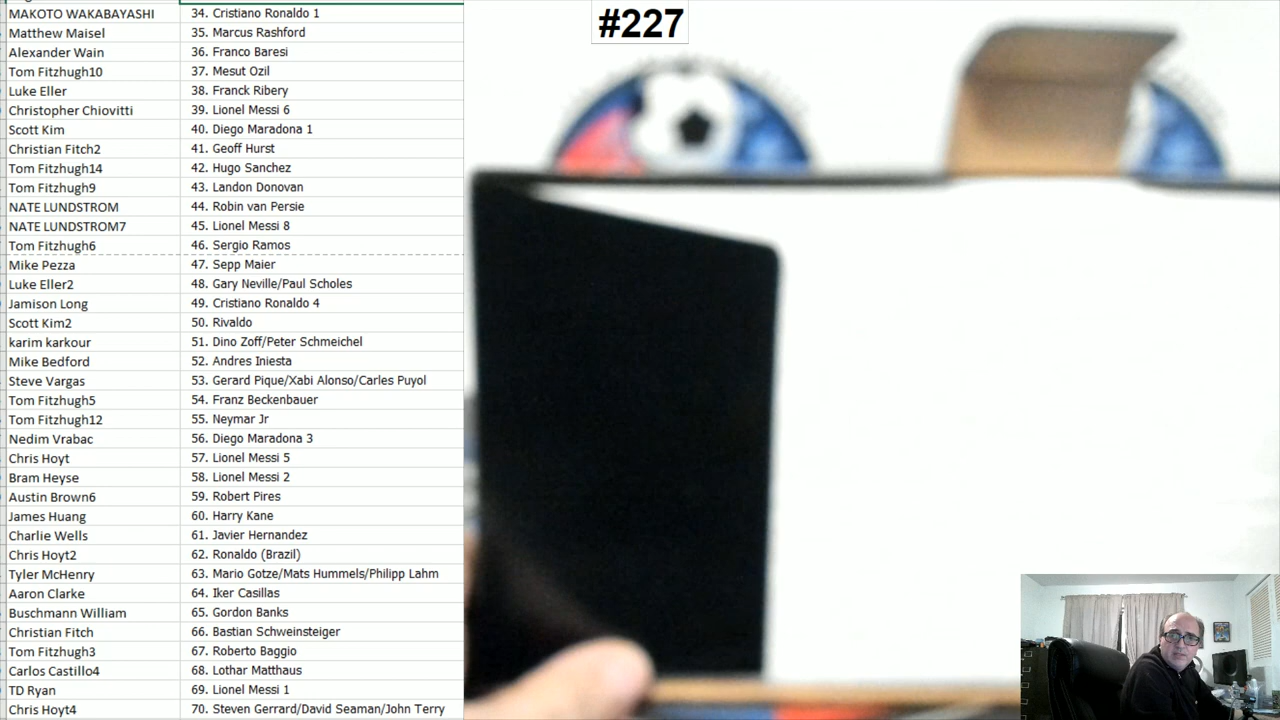 #227
MAKOTO WAKABAYASHI 34. Cristiano Ronaldo 1
Matthew Maisel 35. Marcus Rashford
Alexander Wain 36. Franco Baresi
Tom Fitzhugh10 37. Mesut Ozil
Luke Eller 38. Franck Ribery
Christopher Chiovitti 39. Lionel Messi 6
Scott Kim 40. Diego Maradona 1
Christian Fitch2 41. Geoff Hurst
Tom Fitzhugh14 42. Hugo Sanchez
Tom Fitzhugh9 43. Landon Donovan
NATE LUNDSTROM 44. Robin van Persie
NATE LUNDSTROM7 45. Lionel Messi 8
Tom Fitzhugh6 46. Sergio Ramos
Mike Pezza 47. Sepp Maier
Luke Eller2 48. Gary Neville/Paul Scholes
Jamison Long 49. Cristiano Ronaldo 4
Scott Kim2 50. Rivaldo
karim karkour 51. Dino Zoff/Peter Schmeichel
Mike Bedford 52. Andres Iniesta
Steve Vargas 53. Gerard Pique/Xabi Alonso/Carles Puyol
Tom Fitzhugh5 54. Franz Beckenbauer
Tom Fitzhugh12 55. Neymar Jr
Nedim Vrabac 56. Diego Maradona 3
Chris Hoyt 57. Lionel Messi 5
Bram Heyse 58. Lionel Messi 2
Austin Brown6 59. Robert Pires
James Huang 60. Harry Kane
Charlie Wells 61. Javier Hernandez
Chris Hoyt2 62. Ronaldo (Brazil)
Tyler McHenry 63. Mario Gotze/Mats Hummels/Philipp Lahm
Aaron Clarke 64. Iker Casillas
Buschmann William 65. Gordon Banks
Christian Fitch 66. Bastian Schweinsteiger
Tom Fitzhugh3 67. Roberto Baggio
Carlos Castillo4 68. Lothar Matthaus
TD Ryan 69. Lionel Messi 1
Chris Hoyt4 70. Steven Gerrard/David Seaman/John Terry